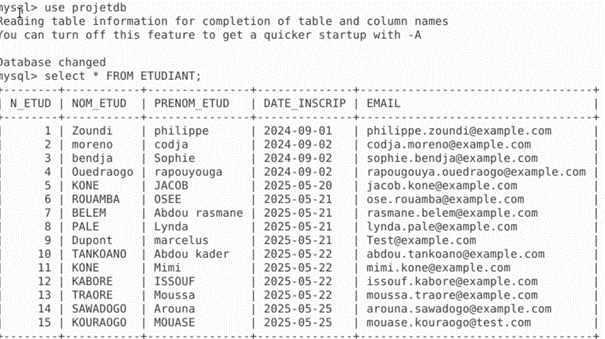 mysql> use projetdb
Reading table information for completion of table and column names
You can turn off this feature to get a quicker startup with -A
Database changed
mysql> select * FROM ETUDIANT;
+--------+-----------+---------------+--------------+------------------------------+
| N_ETUD | NOM_ETUD | PRENOM_ETUD | DATE_INSCRIP | EMAIL |
+--------+-----------+---------------+--------------+------------------------------+
| 1 | Zoundi | philippe | 2024-09-01 | philippe.zoundi@example.com
| 2 | moreno | codja | 2024-09-02 | codja.moreno@example.com
| 3 | bendja | Sophie | 2024-09-02 | sophie.bendja@example.com
| 4 | Ouedraogo | rapouyouga | 2024-09-02 | rapougouya.ouedraogo@example.com
| 5 | KONE | JACOB | 2025-05-20 | jacob.kone@example.com
| 6 | ROUAMBA | OSEE | 2025-05-21 | ose.rouamba@example.com
| 7 | BELEM | Abdou rasmane | 2025-05-21 | rasmane.belem@example.com
| 8 | PALE | Lynda | 2025-05-21 | lynda.pale@example.com
| 9 | Dupont | marcelus | 2025-05-21 | Test@example.com
| 10 | TANKOANO | Abdou kader | 2025-05-22 | abdou.tankoano@example.com
| 11 | KONE | Mimi | 2025-05-22 | mimi.kone@example.com
| 12 | KABORE | ISSOUF | 2025-05-22 | issouf.kabore@example.com
| 13 | TRAORE | Moussa | 2025-05-22 | moussa.traore@example.com
| 14 | SAWADOGO | Arouna | 2025-05-25 | arouna.sawadogo@example.com
| 15 | KOURAOGO | MOUASE | 2025-05-25 | mouase.kouraogo@test.com
+--------+-----------+---------------+--------------+------------------------------+